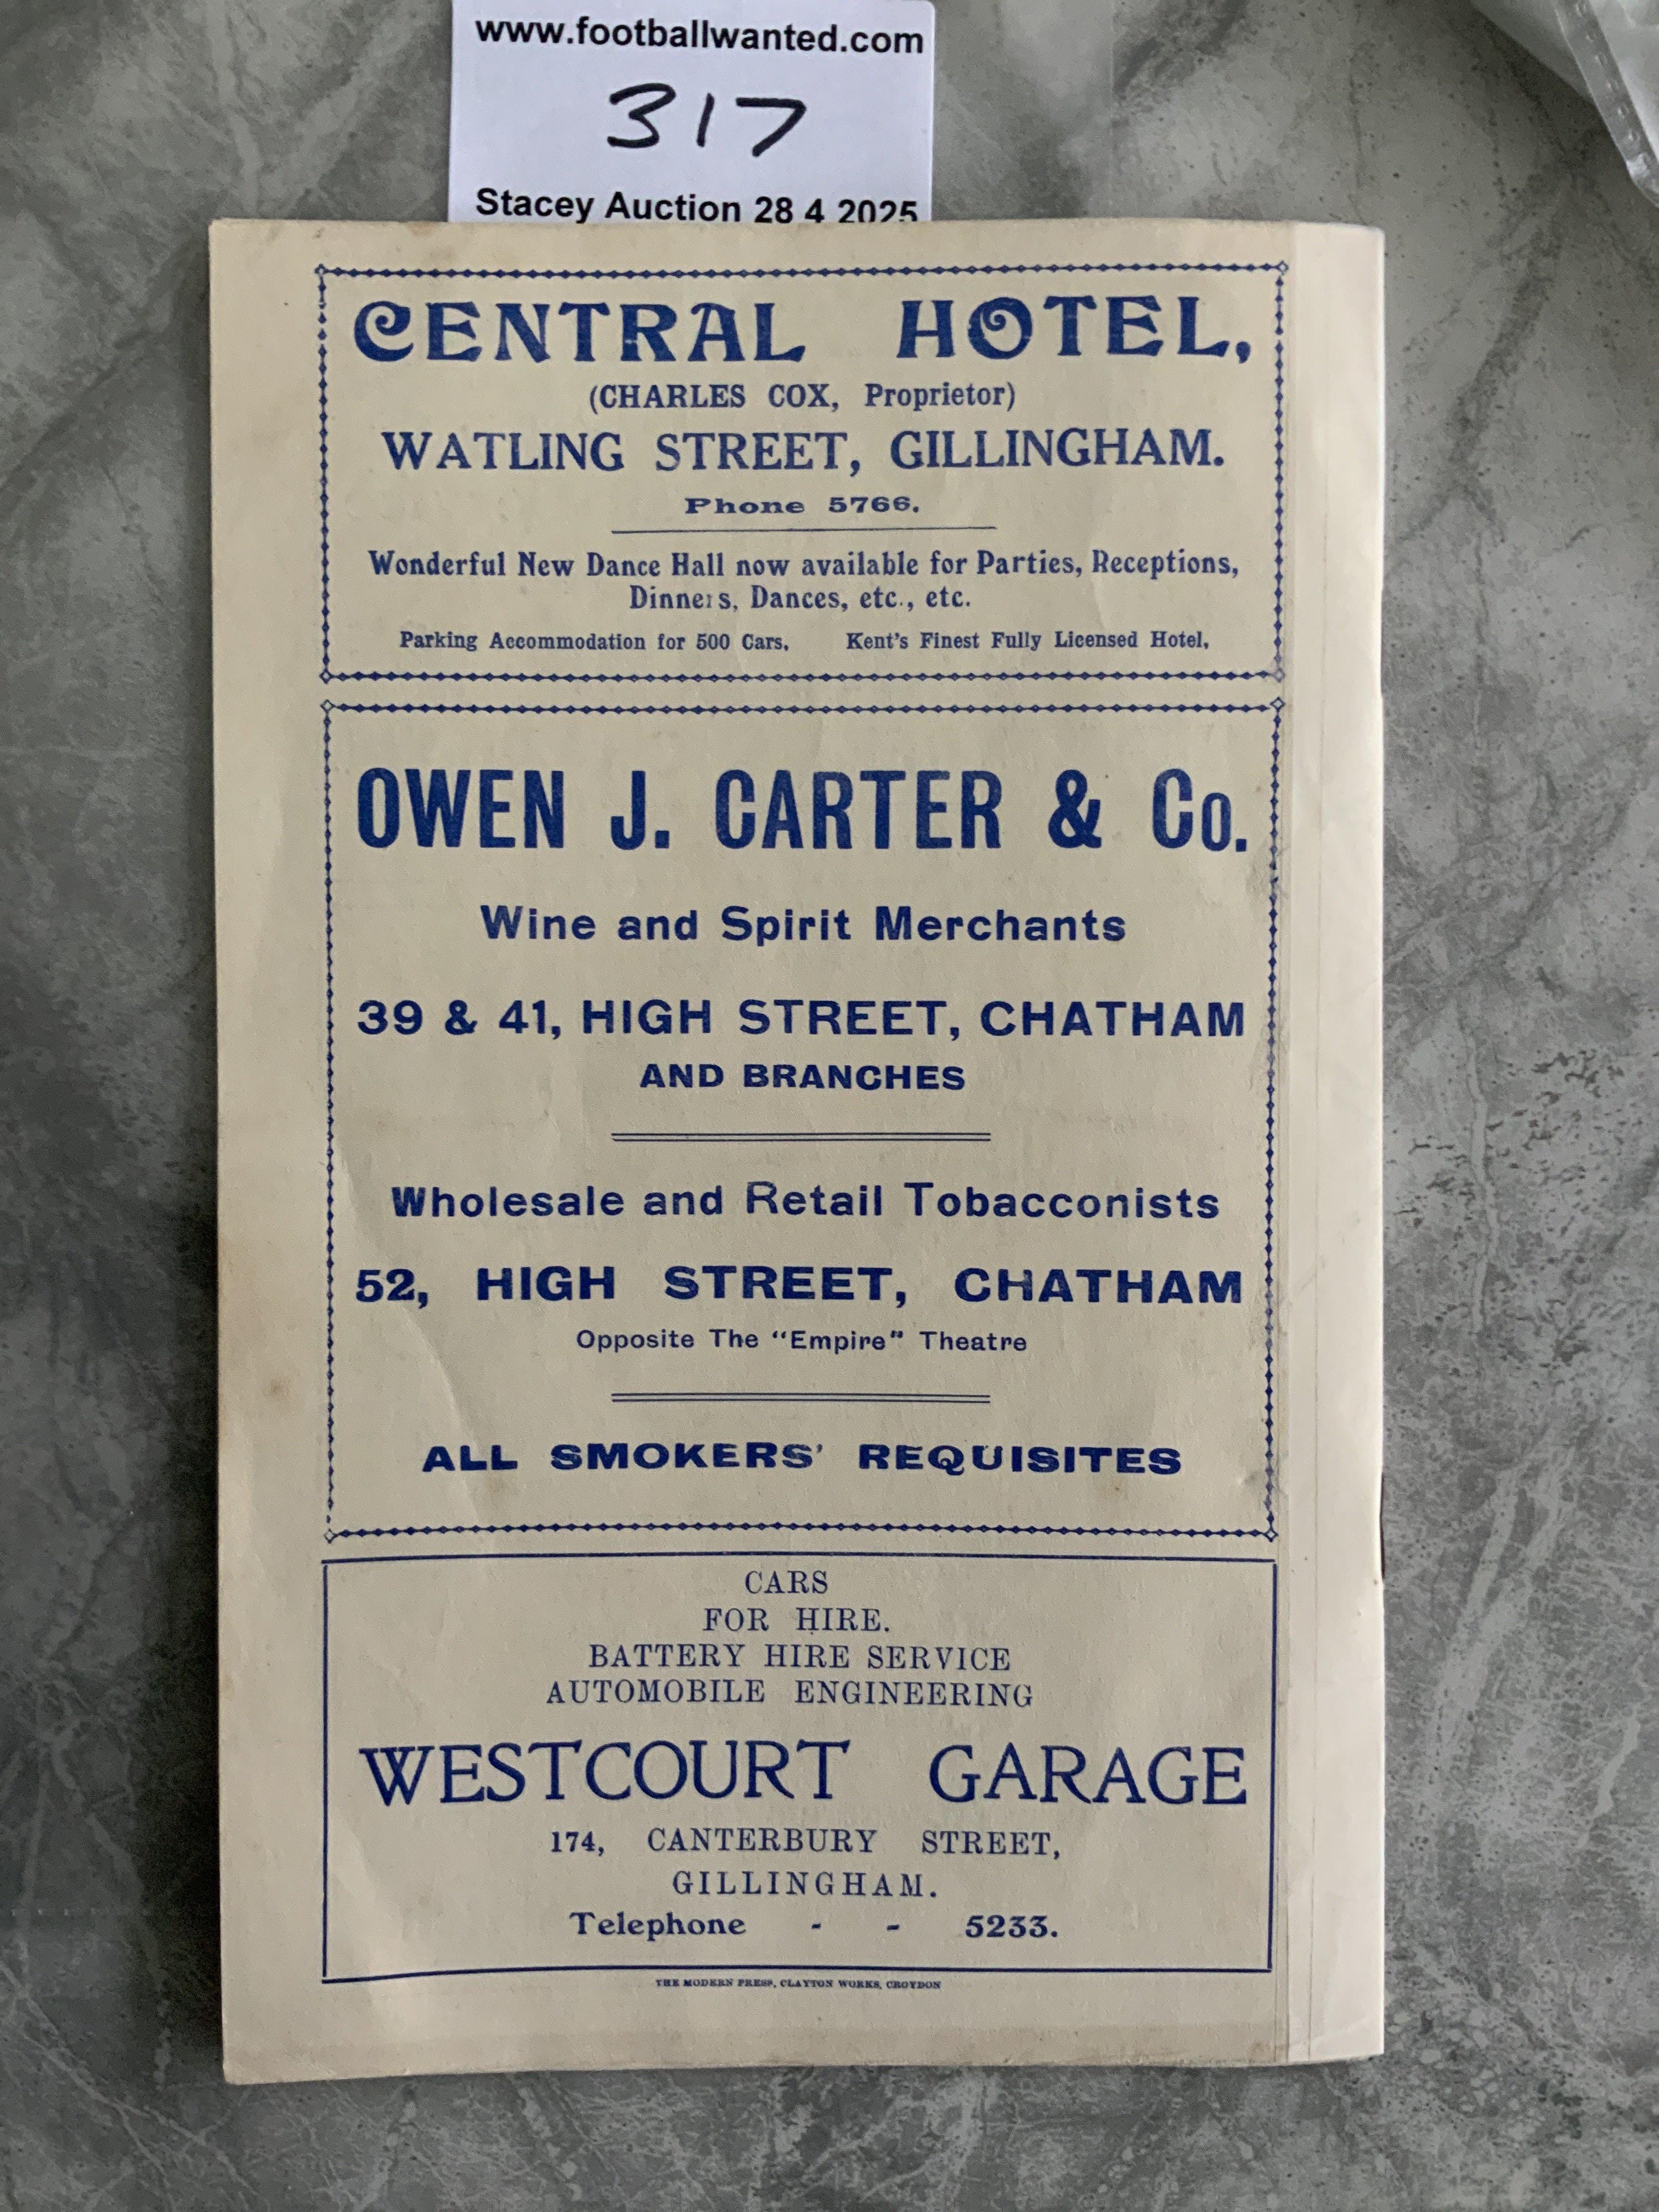 www.footballwanted.com
317
Stacey Auction 28 4 2025
CENTRAL HOTEL,
(CHARLES COX, Proprietor)
WATLING STREET, GILLINGHAM.
Phone 5766.
Wonderful New Dance Hall now available for Parties, Receptions,
Dinners, Dances, etc., etc.
Parking Accommodation for 500 Cars. Kent's Finest Fully Licensed Hotel.
OWEN J. CARTER & Co.
Wine and Spirit Merchants
39 & 41, HIGH STREET, CHATHAM
AND BRANCHES
Wholesale and Retail Tobacconists
52, HIGH STREET, CHATHAM
Opposite The "Empire" Theatre
ALL SMOKERS' REQUISITES
CARS
FOR HIRE.
BATTERY HIRE SERVICE
AUTOMOBILE ENGINEERING
WESTCOURT GARAGE
174, CANTERBURY STREET,
GILLINGHAM.
Telephone - - 5233.
THE MODERN PRESS, CLAYTON WORKS, CROYDON